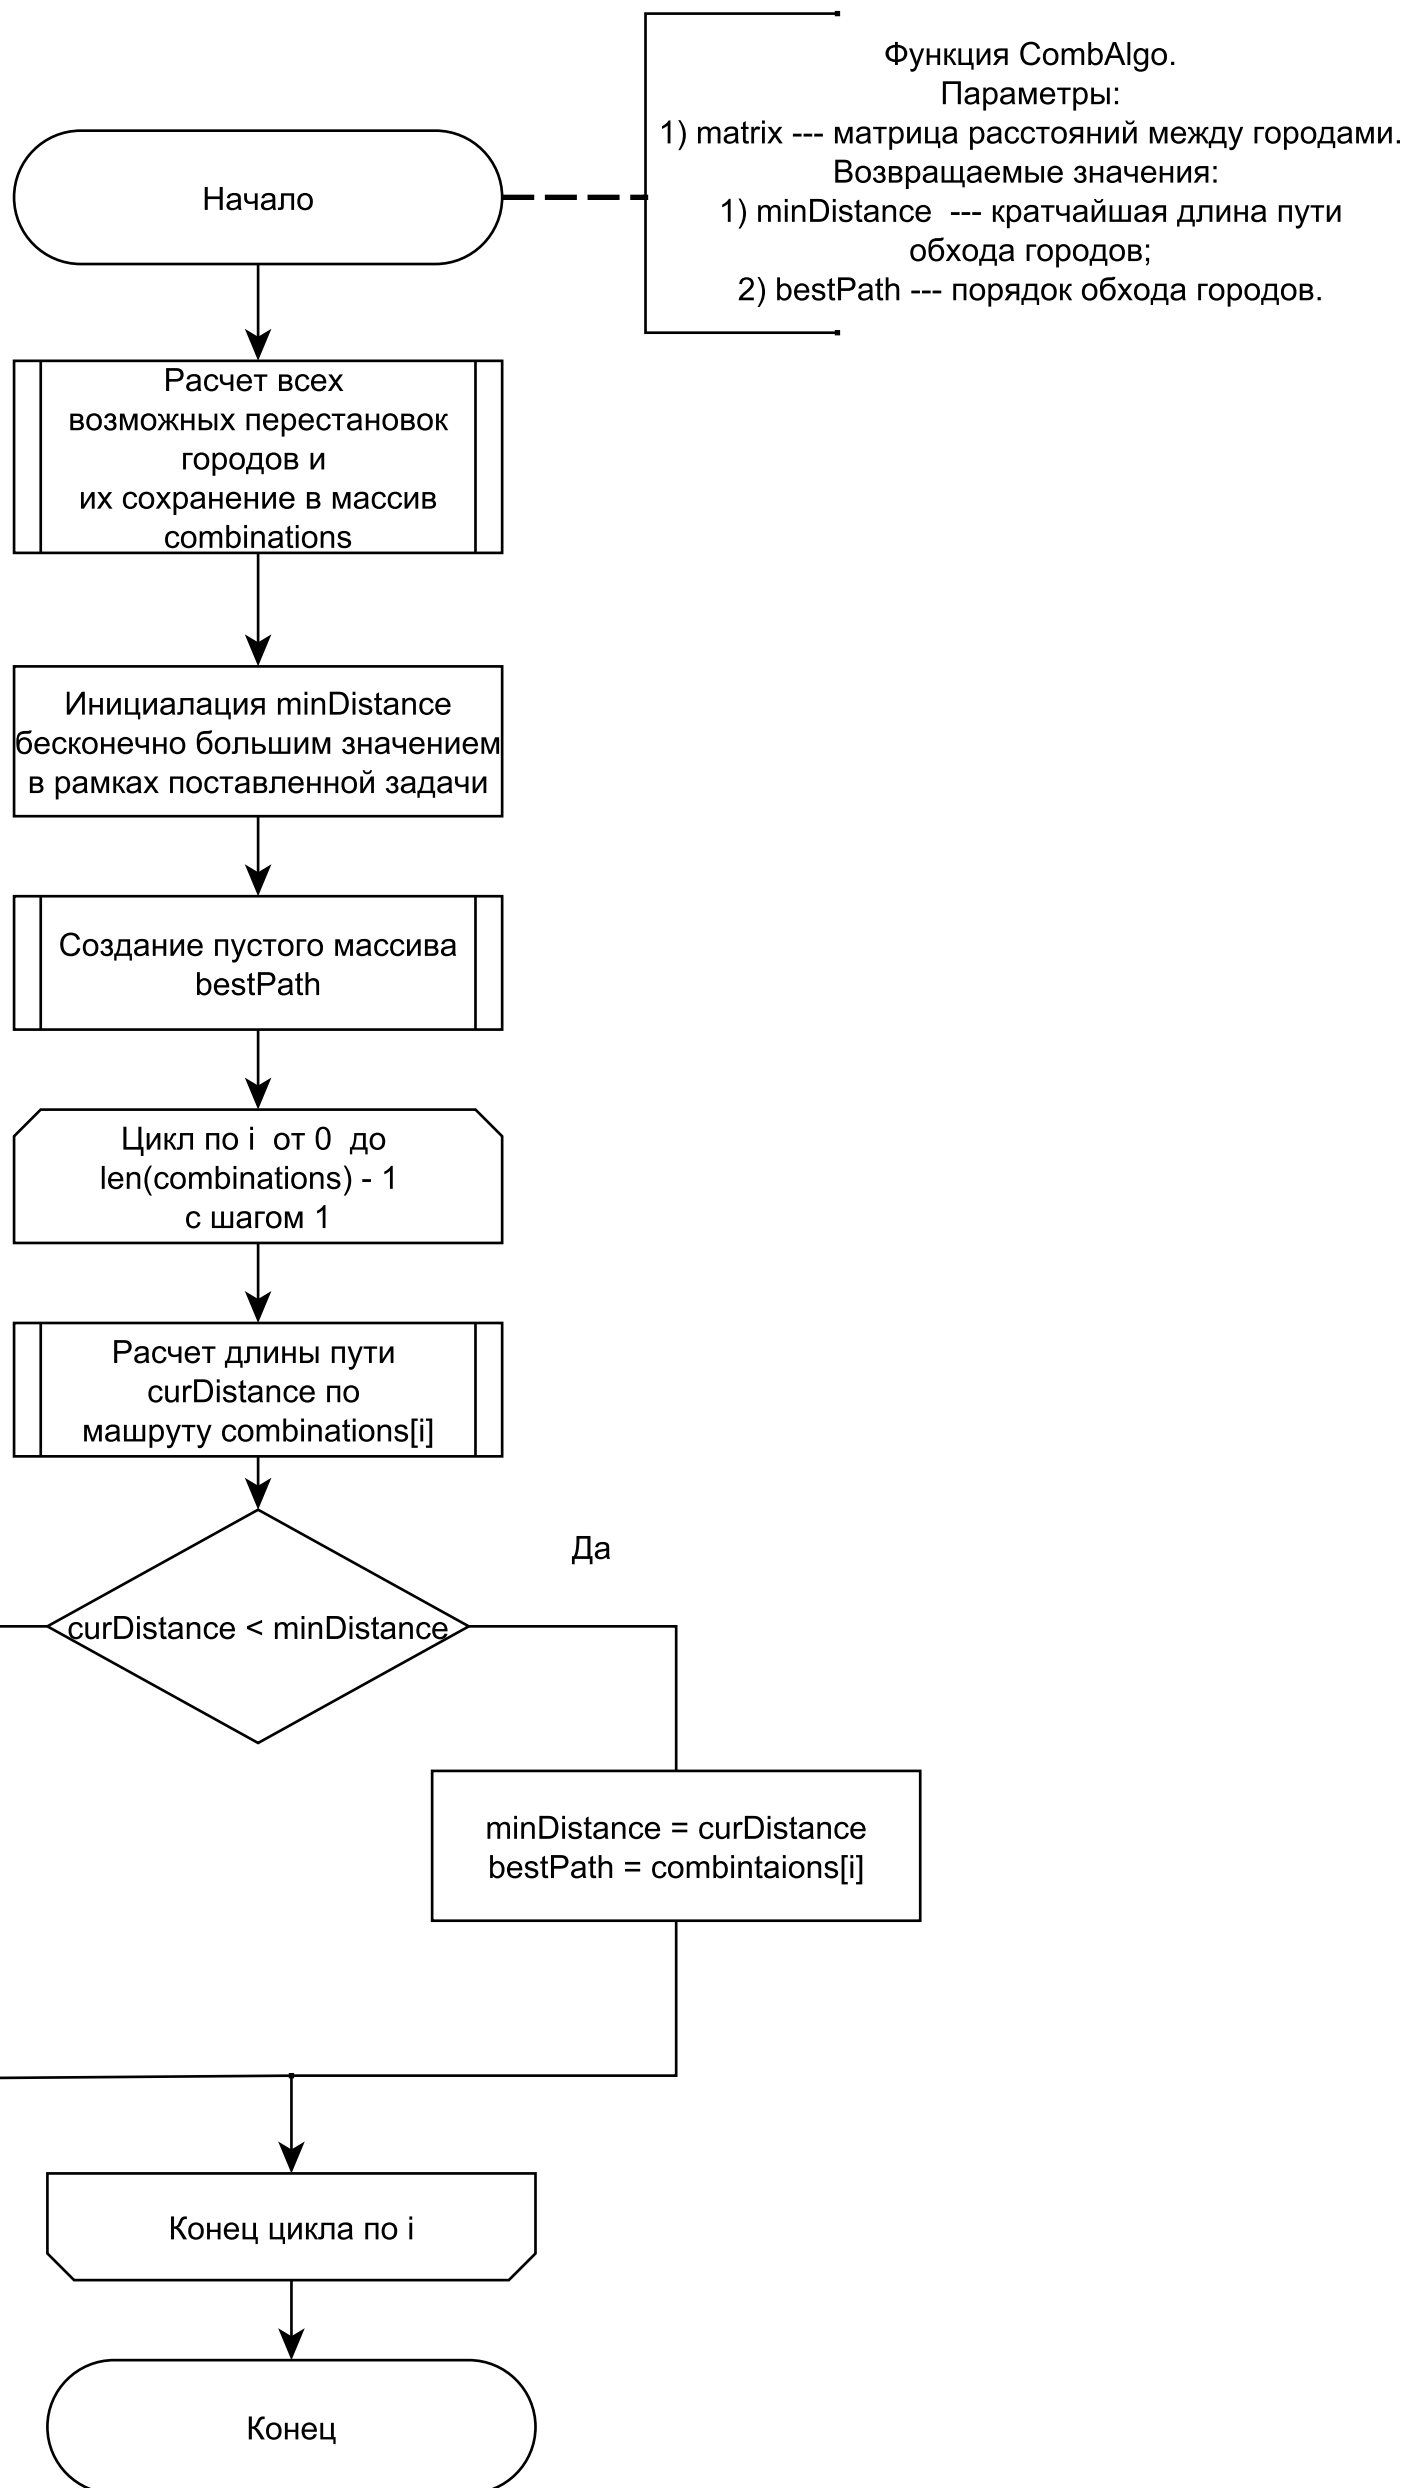 Функция CombAlgo.
Параметры:
1) matrix --- матрица расстояний между городами.
Возвращаемые значения:
1) minDistance  --- кратчайшая длина пути
обхода городов;
2) bestPath --- порядок обхода городов.
Начало
Расчет всех
возможных перестановок
городов и
их сохранение в массив
combinations
Инициалация minDistance
бесконечно большим значением
в рамках поставленной задачи
Создание пустого массива
bestPath
Цикл по i  от 0  до
len(combinations) - 1
с шагом 1
Расчет длины пути
curDistance по
машруту combinations[i]
Да
curDistance < minDistance
minDistance = curDistance
bestPath = combintaions[i]
Конец цикла по i
Конец